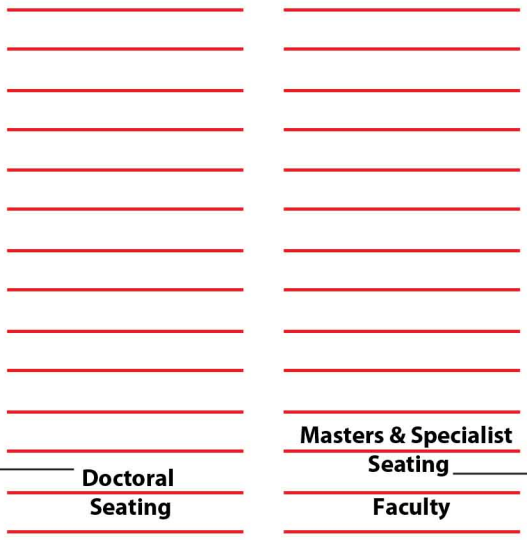 Masters & Specialist
Seating
Doctoral
Seating
Faculty